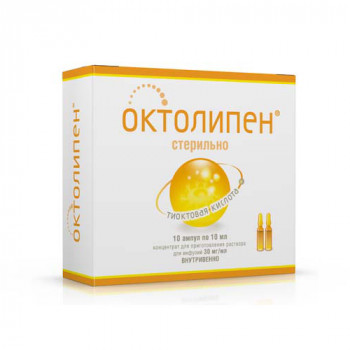 ОКТОЛИПЕН®
стерильно
тиоктовая кислота
10 ампул по 10 мл
концентрат для приготовления раствора
для инфузий 30 мг/мл
ВНУТРИВЕННО